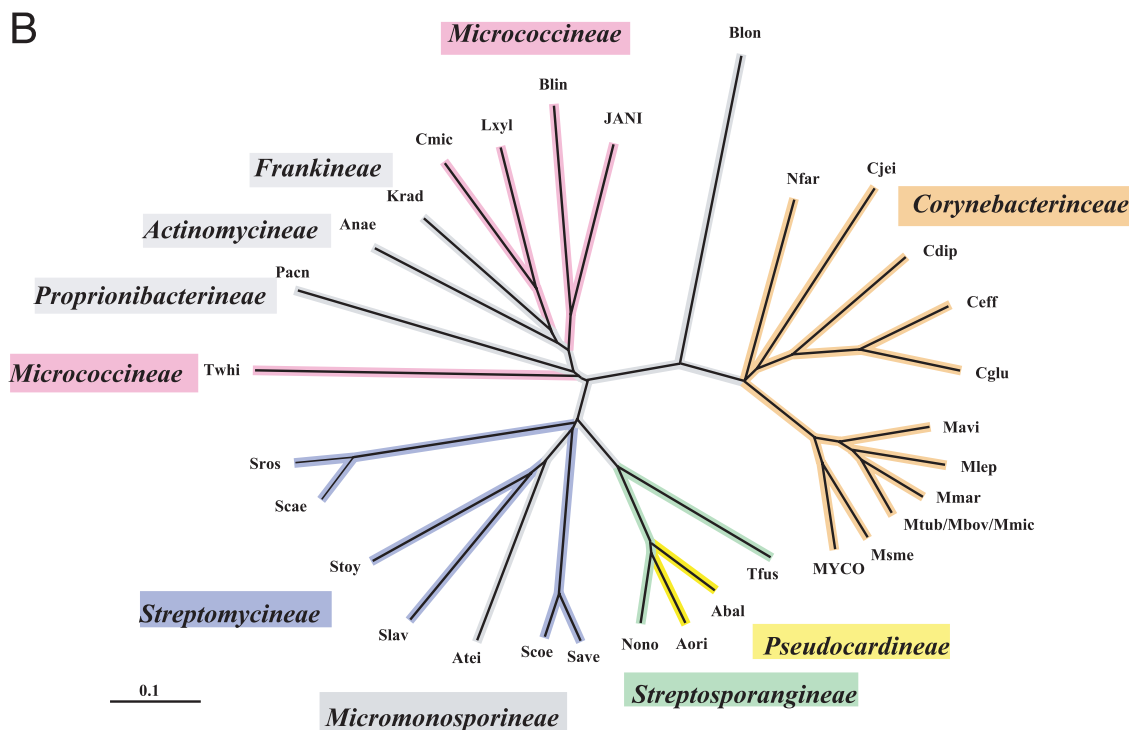 B
Micrococcineae
Blon
Blin
JANI
Lxyl
Cmic
Frankineae
Krad
Nfar
Cjei
Corynebacterinceae
Actinomycineae
Anae
Cdip
Pacn
Proprionibacterineae
Ceff
Micrococcineae
Twhi
Cglu
Mavi
Sros
Mlep
Scae
Mmar
Mtub/Mbov/Mmic
Msme
MYCO
Stoy
Tfus
Streptomycineae
Abal
Slav
Atei
Scoe
Save
Nono
Aori
Pseudocardineae
Streptosporangineae
0.1
Micromonosporineae